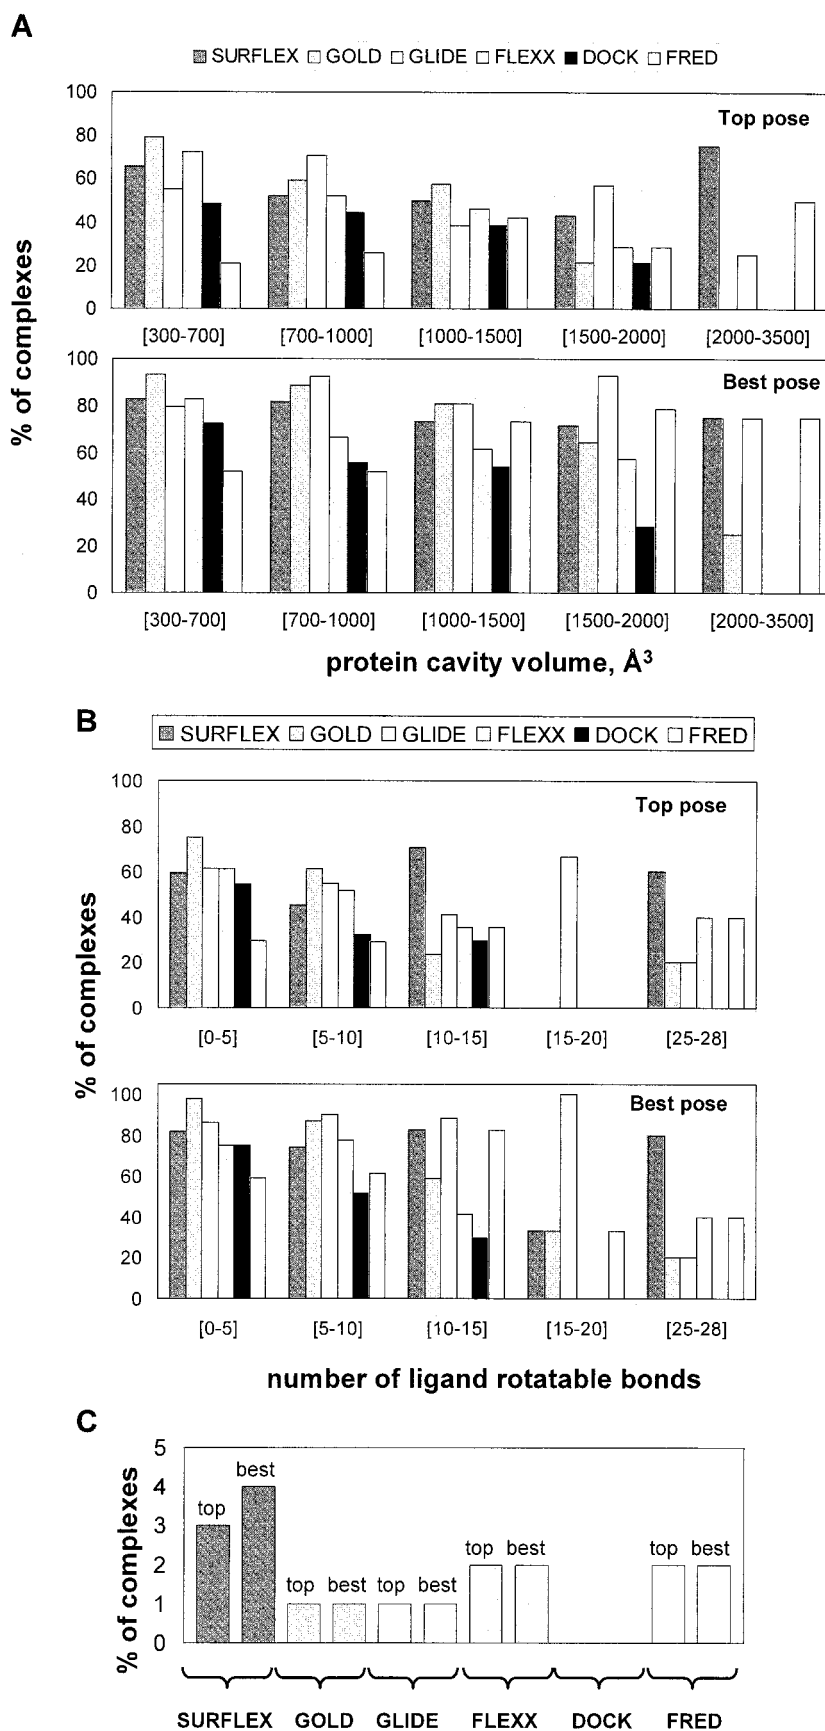 A
SURFLEX GOLD GLIDE FLEXX DOCK FRED
100
80
60
40
20
0
Top pose
[300-700] [700-1000] [1000-1500] [1500-2000] [2000-3500]
% of complexes
100
80
60
40
20
0
Best pose
[300-700] [700-1000] [1000-1500] [1500-2000] [2000-3500]
protein cavity volume, Å³
B
SURFLEX GOLD GLIDE FLEXX DOCK FRED
100
80
60
40
20
0
Top pose
[0-5] [5-10] [10-15] [15-20] [25-28]
% of complexes
100
80
60
40
20
0
Best pose
[0-5] [5-10] [10-15] [15-20] [25-28]
number of ligand rotatable bonds
C
% of complexes
5
4
3
2
1
0
top best top best top best top best top best
SURFLEX GOLD GLIDE FLEXX DOCK FRED